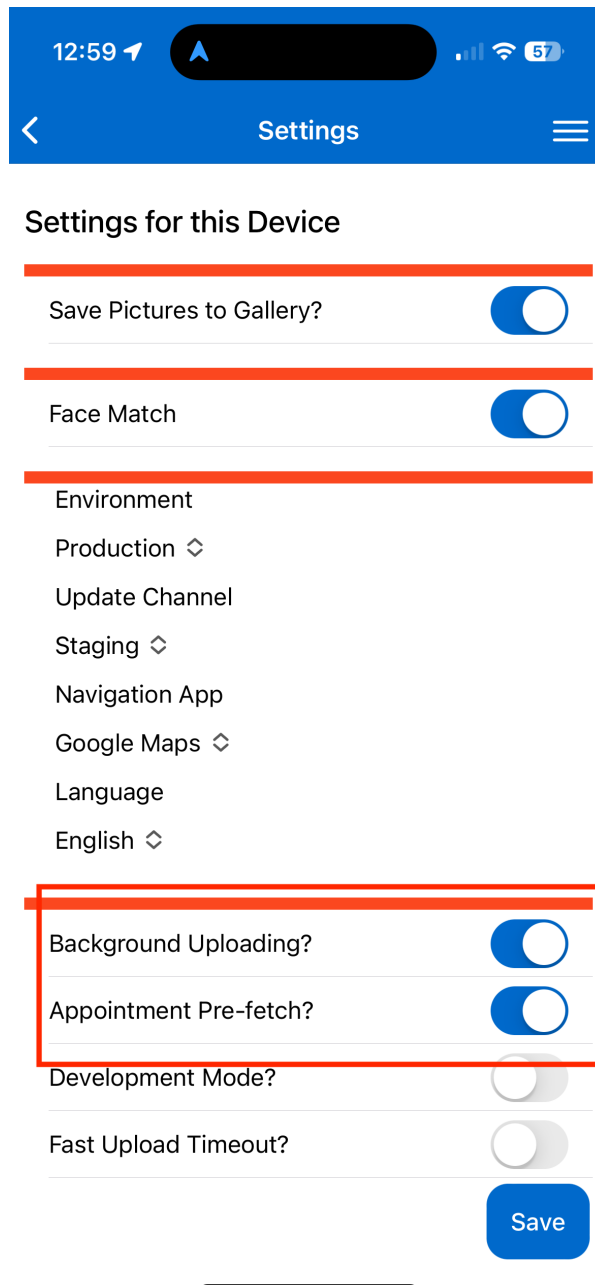 12:59
57
Settings
Settings for this Device
Save Pictures to Gallery?
Face Match
Environment
Production
Update Channel
Staging
Navigation App
Google Maps
Language
English
Background Uploading?
Appointment Pre-fetch?
Development Mode?
Fast Upload Timeout?
Save